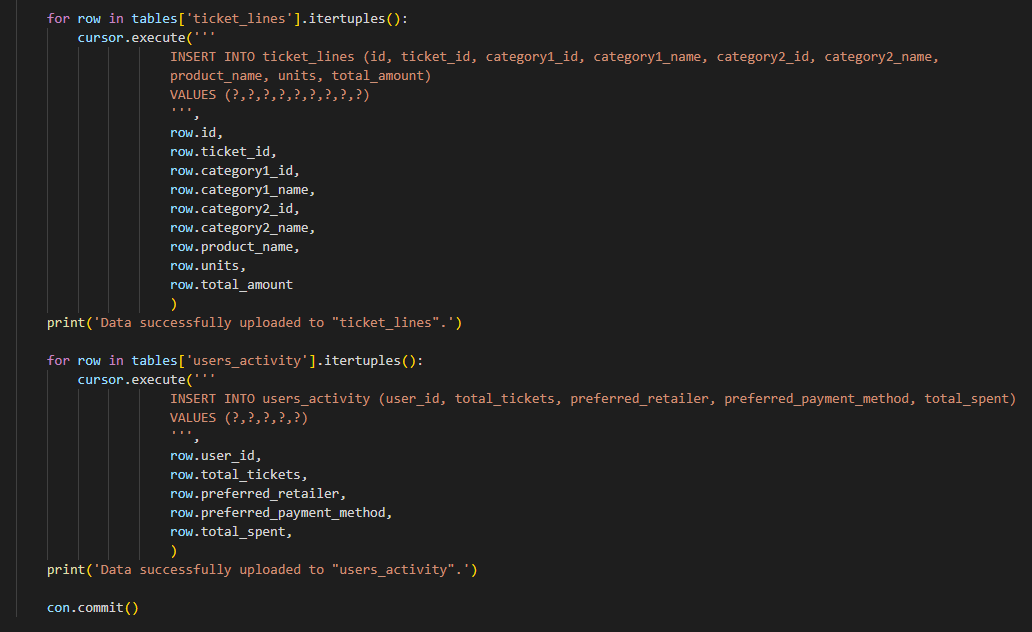 for row in tables['ticket_lines'].itertuples():
cursor.execute('''
INSERT INTO ticket_lines (id, ticket_id, category1_id, category1_name, category2_id, category2_name,
product_name, units, total_amount)
VALUES (?,?,?,?,?,?,?,?,?)
''',
row.id,
row.ticket_id,
row.category1_id,
row.category1_name,
row.category2_id,
row.category2_name,
row.product_name,
row.units,
row.total_amount
)
print('Data successfully uploaded to "ticket_lines".')
for row in tables['users_activity'].itertuples():
cursor.execute('''
INSERT INTO users_activity (user_id, total_tickets, preferred_retailer, preferred_payment_method, total_spent)
VALUES (?,?,?,?,?)
''',
row.user_id,
row.total_tickets,
row.preferred_retailer,
row.preferred_payment_method,
row.total_spent,
)
print('Data successfully uploaded to "users_activity".')
con.commit()